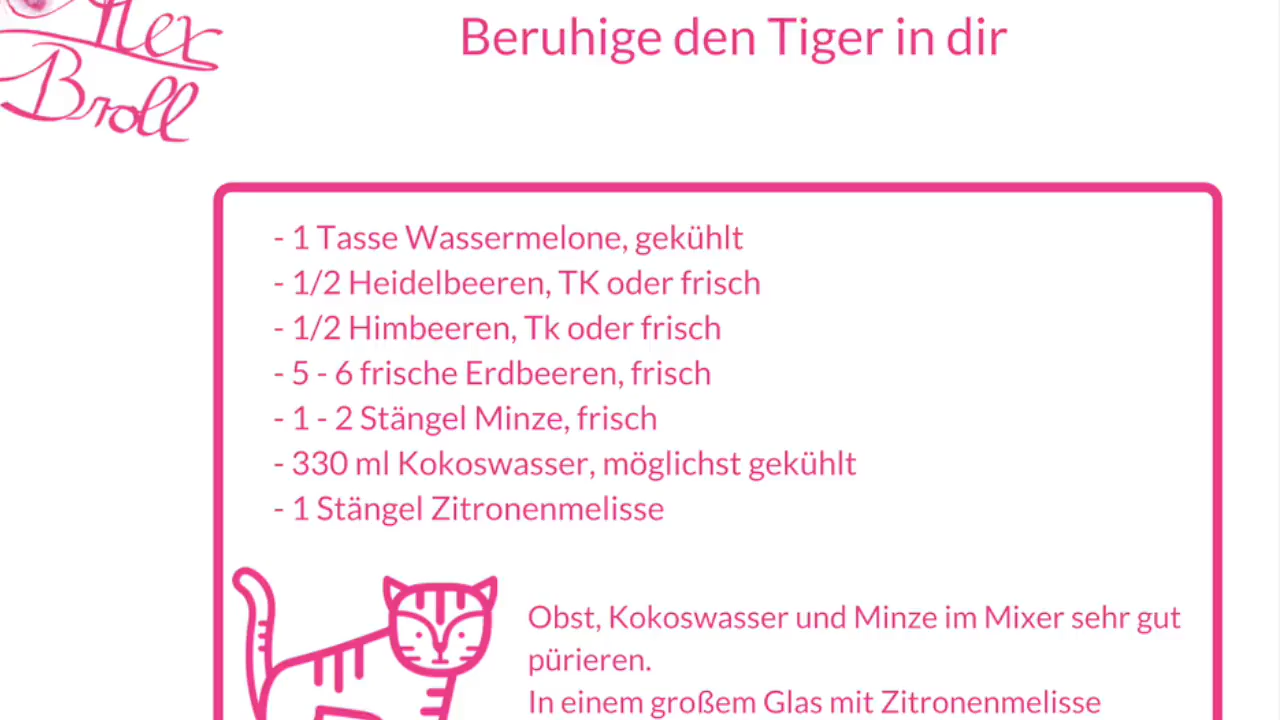 Alex
Broll
Beruhige den Tiger in dir
- 1 Tasse Wassermelone, gekühlt
- 1/2 Heidelbeeren, TK oder frisch
- 1/2 Himbeeren, Tk oder frisch
- 5 - 6 frische Erdbeeren, frisch
- 1 - 2 Stängel Minze, frisch
- 330 ml Kokoswasser, möglichst gekühlt
- 1 Stängel Zitronenmelisse
Obst, Kokoswasser und Minze im Mixer sehr gut
pürieren.
In einem großem Glas mit Zitronenmelisse